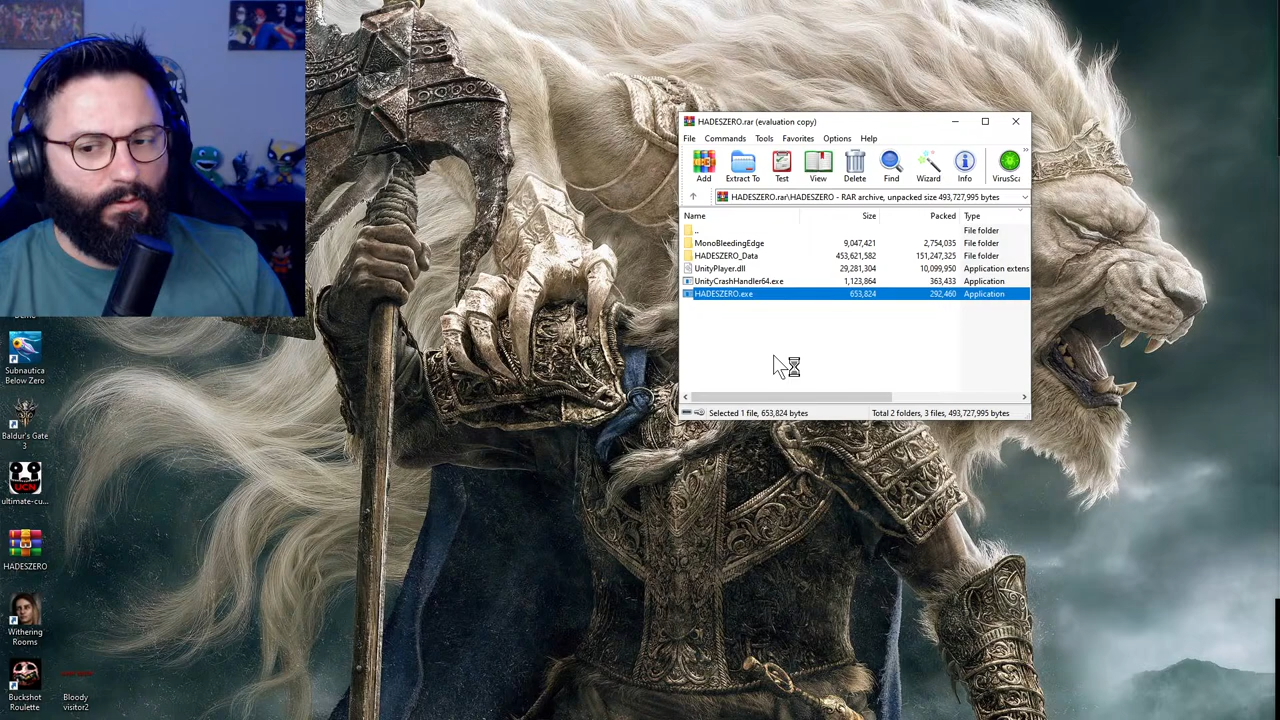 HADESZERO.rar (evaluation copy)
File Commands Tools Favorites Options Help
Add Extract To Test View Delete Find Wizard Info VirusSca
HADESZERO.rar\HADESZERO - RAR archive, unpacked size 493,727,995 bytes
Name Size Packed Type
.. File folder
MonoBleedingEdge 9,047,421 2,754,035 File folder
HADESZERO_Data 453,621,582 151,247,325 File folder
UnityPlayer.dll 29,281,304 10,099,950 Application extens
UnityCrashHandler64.exe 1,123,864 363,433 Application
HADESZERO.exe 653,824 292,460 Application
Selected 1 file, 653,824 bytes Total 2 folders, 3 files, 493,727,995 bytes
Subnautica
Below Zero
Baldur's Gate
3
UCN
ultimate-cu...
HADESZERO
Withering
Rooms
Buckshot
Roulette
Bloody
visitor2